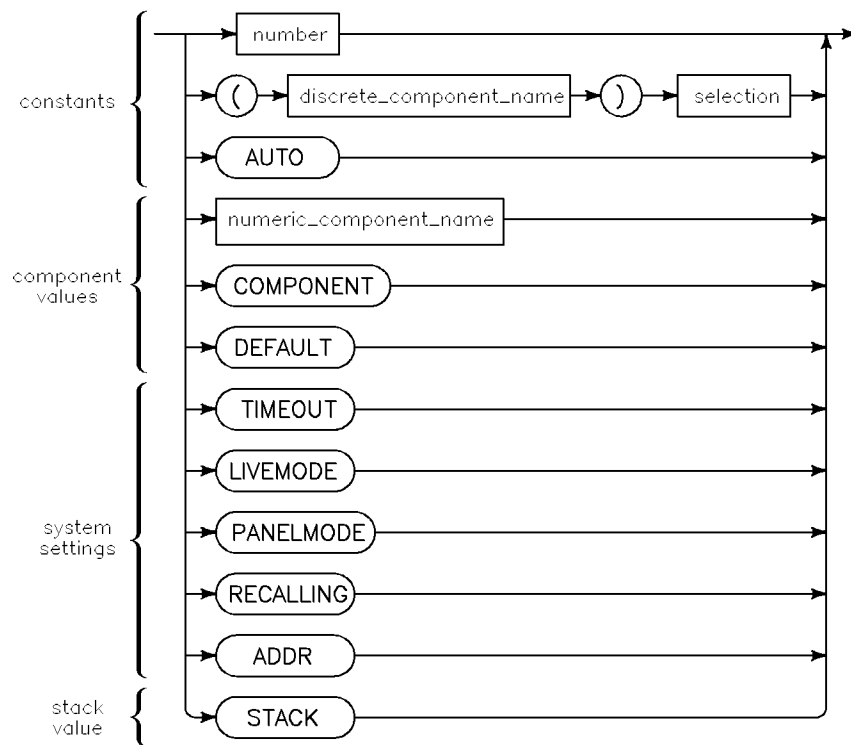 number
constants
( discrete_component_name ) selection
AUTO
numeric_component_name
component
values
COMPONENT
DEFAULT
TIMEOUT
LIVEMODE
system
settings
PANELMODE
RECALLING
ADDR
stack
value
STACK